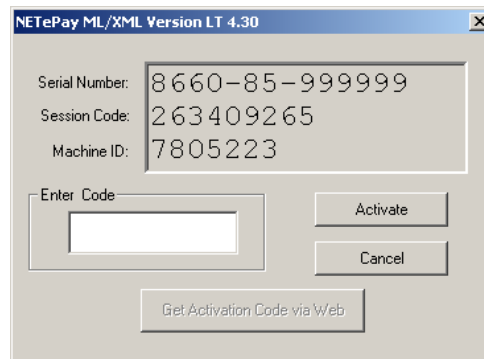 NETePay ML/XML Version LT 4.30
Serial Number: 8660-85-999999
Session Code: 263409265
Machine ID: 7805223
Enter Code
Activate
Cancel
Get Activation Code via Web